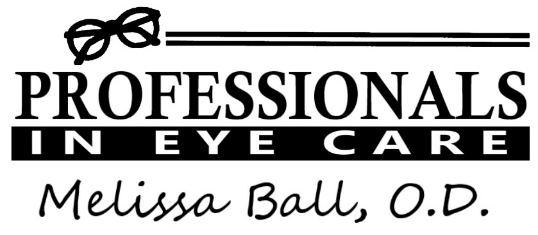 PROFESSIONALS
IN EYE CARE
Melissa Ball, O.D.